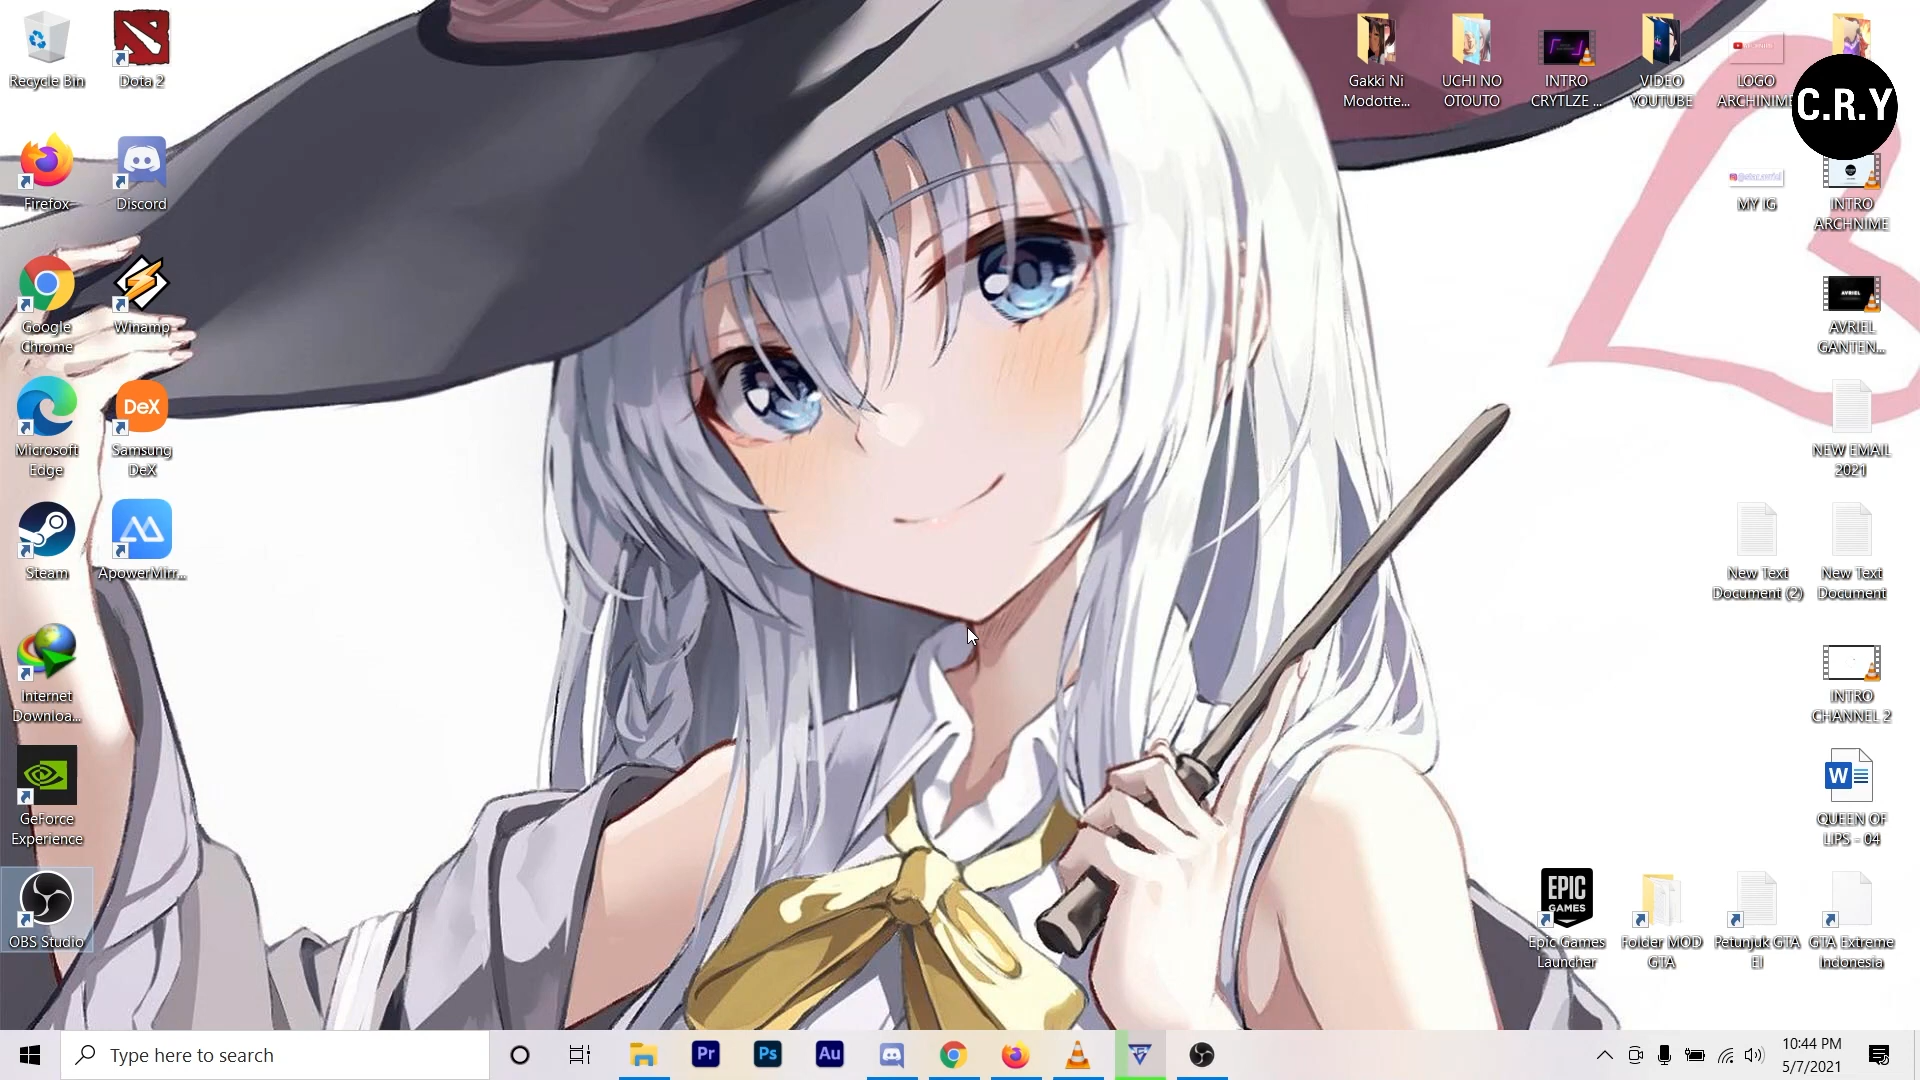 Recycle Bin
Dota 2
Gakki Ni
Modotte...
UCHI NO
OTOUTO
INTRO
CRYTLZE ...
VIDEO
YOUTUBE
LOGO
ARCHINIME
C.R.Y
Firefox
Discord
MY IG
INTRO
ARCHNIME
Google
Chrome
Winamp
AVRIEL
AVRIEL
GANTEN...
Microsoft
Edge
DeX
Samsung
DeX
NEW EMAIL
2021
Steam
ApowerMirr...
New Text
Document (2)
New Text
Document
Internet
Downloa...
INTRO
CHANNEL 2
GeForce
Experience
W
QUEEN OF
LIPS - 04
OBS Studio
EPIC
GAMES
Epic Games
Launcher
Folder MOD
GTA
Petunjuk GTA
EI
GTA Extreme
Indonesia
Type here to search
Pr
Ps
Au
10:44 PM
5/7/2021